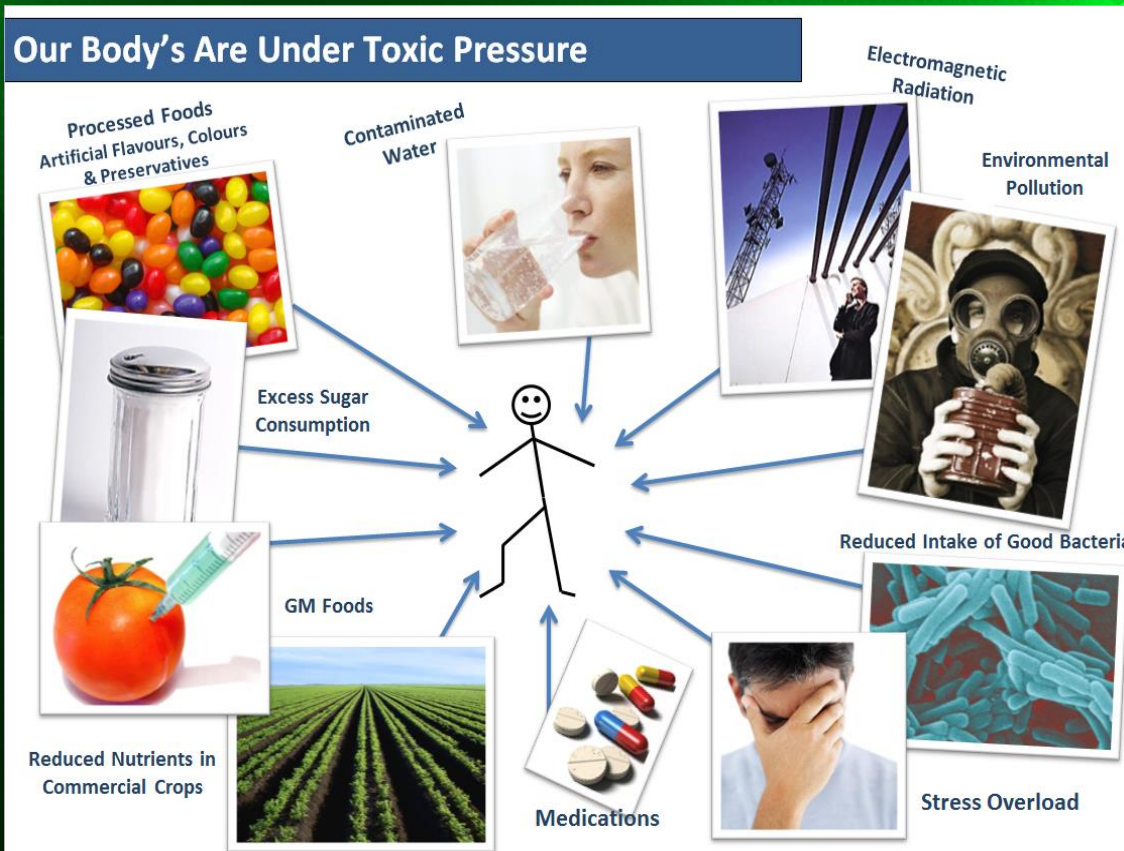 Our Body's Are Under Toxic Pressure
Processed Foods
Artificial Flavours, Colours
& Preservatives
Contaminated
Water
Electromagnetic
Radiation
Environmental
Pollution
Excess Sugar
Consumption
Reduced Intake of Good Bacteria
GM Foods
Reduced Nutrients in
Commercial Crops
Medications
Stress Overload